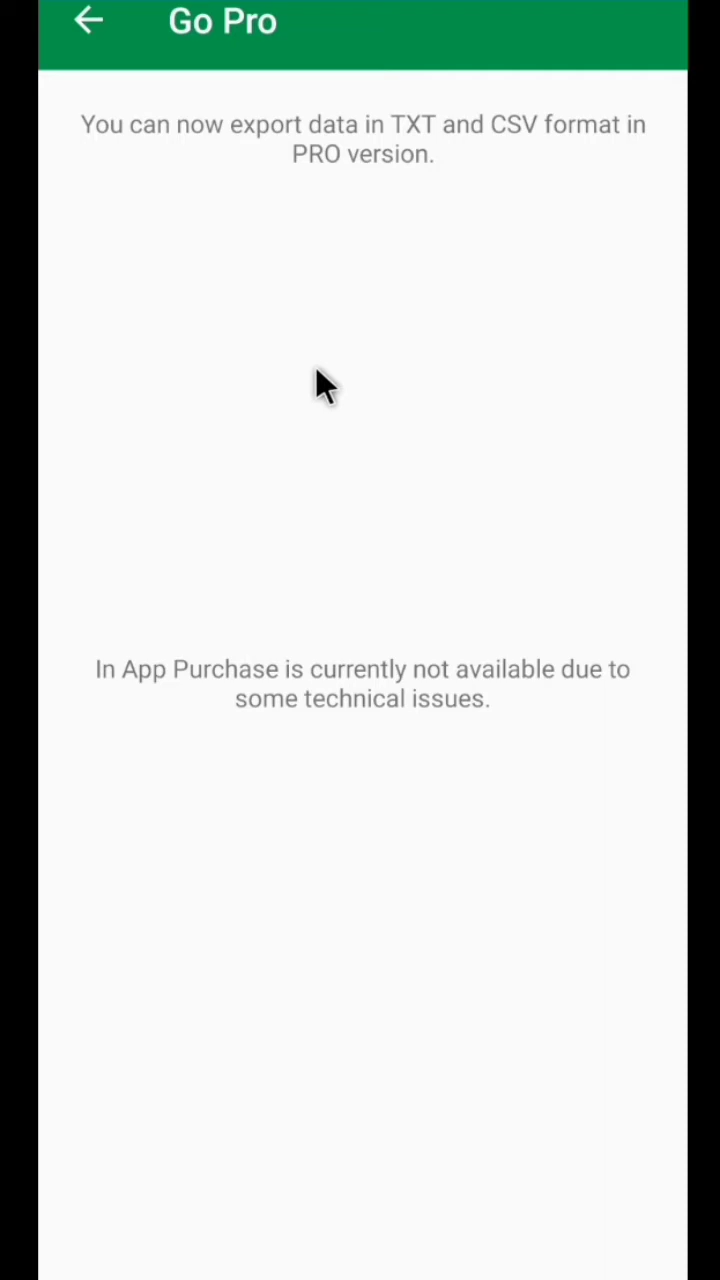 Go Pro
You can now export data in TXT and CSV format in
PRO version.
In App Purchase is currently not available due to
some technical issues.